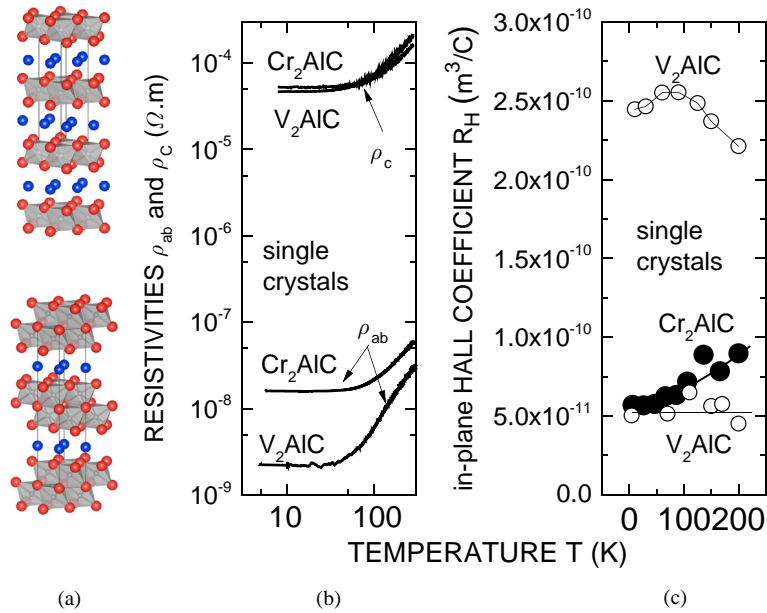 RESISTIVITIES ρab and ρC (Ω.m)
10⁻⁴
10⁻⁵
10⁻⁶
10⁻⁷
10⁻⁸
10⁻⁹
Cr₂AlC
V₂AlC
ρc
single
crystals
ρab
Cr₂AlC
V₂AlC
10
100
in-plane HALL COEFFICIENT RH (m³/C)
3.0x10⁻¹⁰
2.5x10⁻¹⁰
2.0x10⁻¹⁰
1.5x10⁻¹⁰
1.0x10⁻¹⁰
5.0x10⁻¹¹
0.0
V₂AlC
single
crystals
Cr₂AlC
V₂AlC
0
100
200
TEMPERATURE T (K)
(a)
(b)
(c)